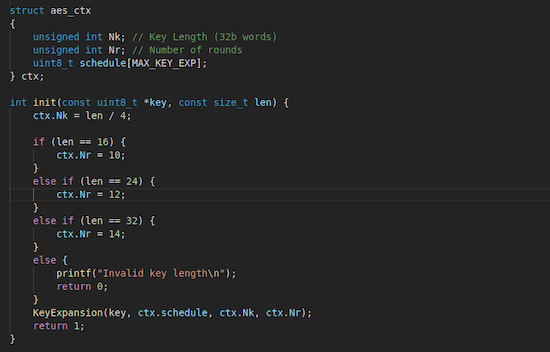 struct aes_ctx
{
    unsigned int Nk; // Key Length (32b words)
    unsigned int Nr; // Number of rounds
    uint8_t schedule[MAX_KEY_EXP];
} ctx;

int init(const uint8_t *key, const size_t len) {
    ctx.Nk = len / 4;

    if (len == 16) {
        ctx.Nr = 10;
    }
    else if (len == 24) {
        ctx.Nr = 12;
    }
    else if (len == 32) {
        ctx.Nr = 14;
    }
    else {
        printf("Invalid key length\n");
        return 0;
    }
    KeyExpansion(key, ctx.schedule, ctx.Nk, ctx.Nr);
    return 1;
}